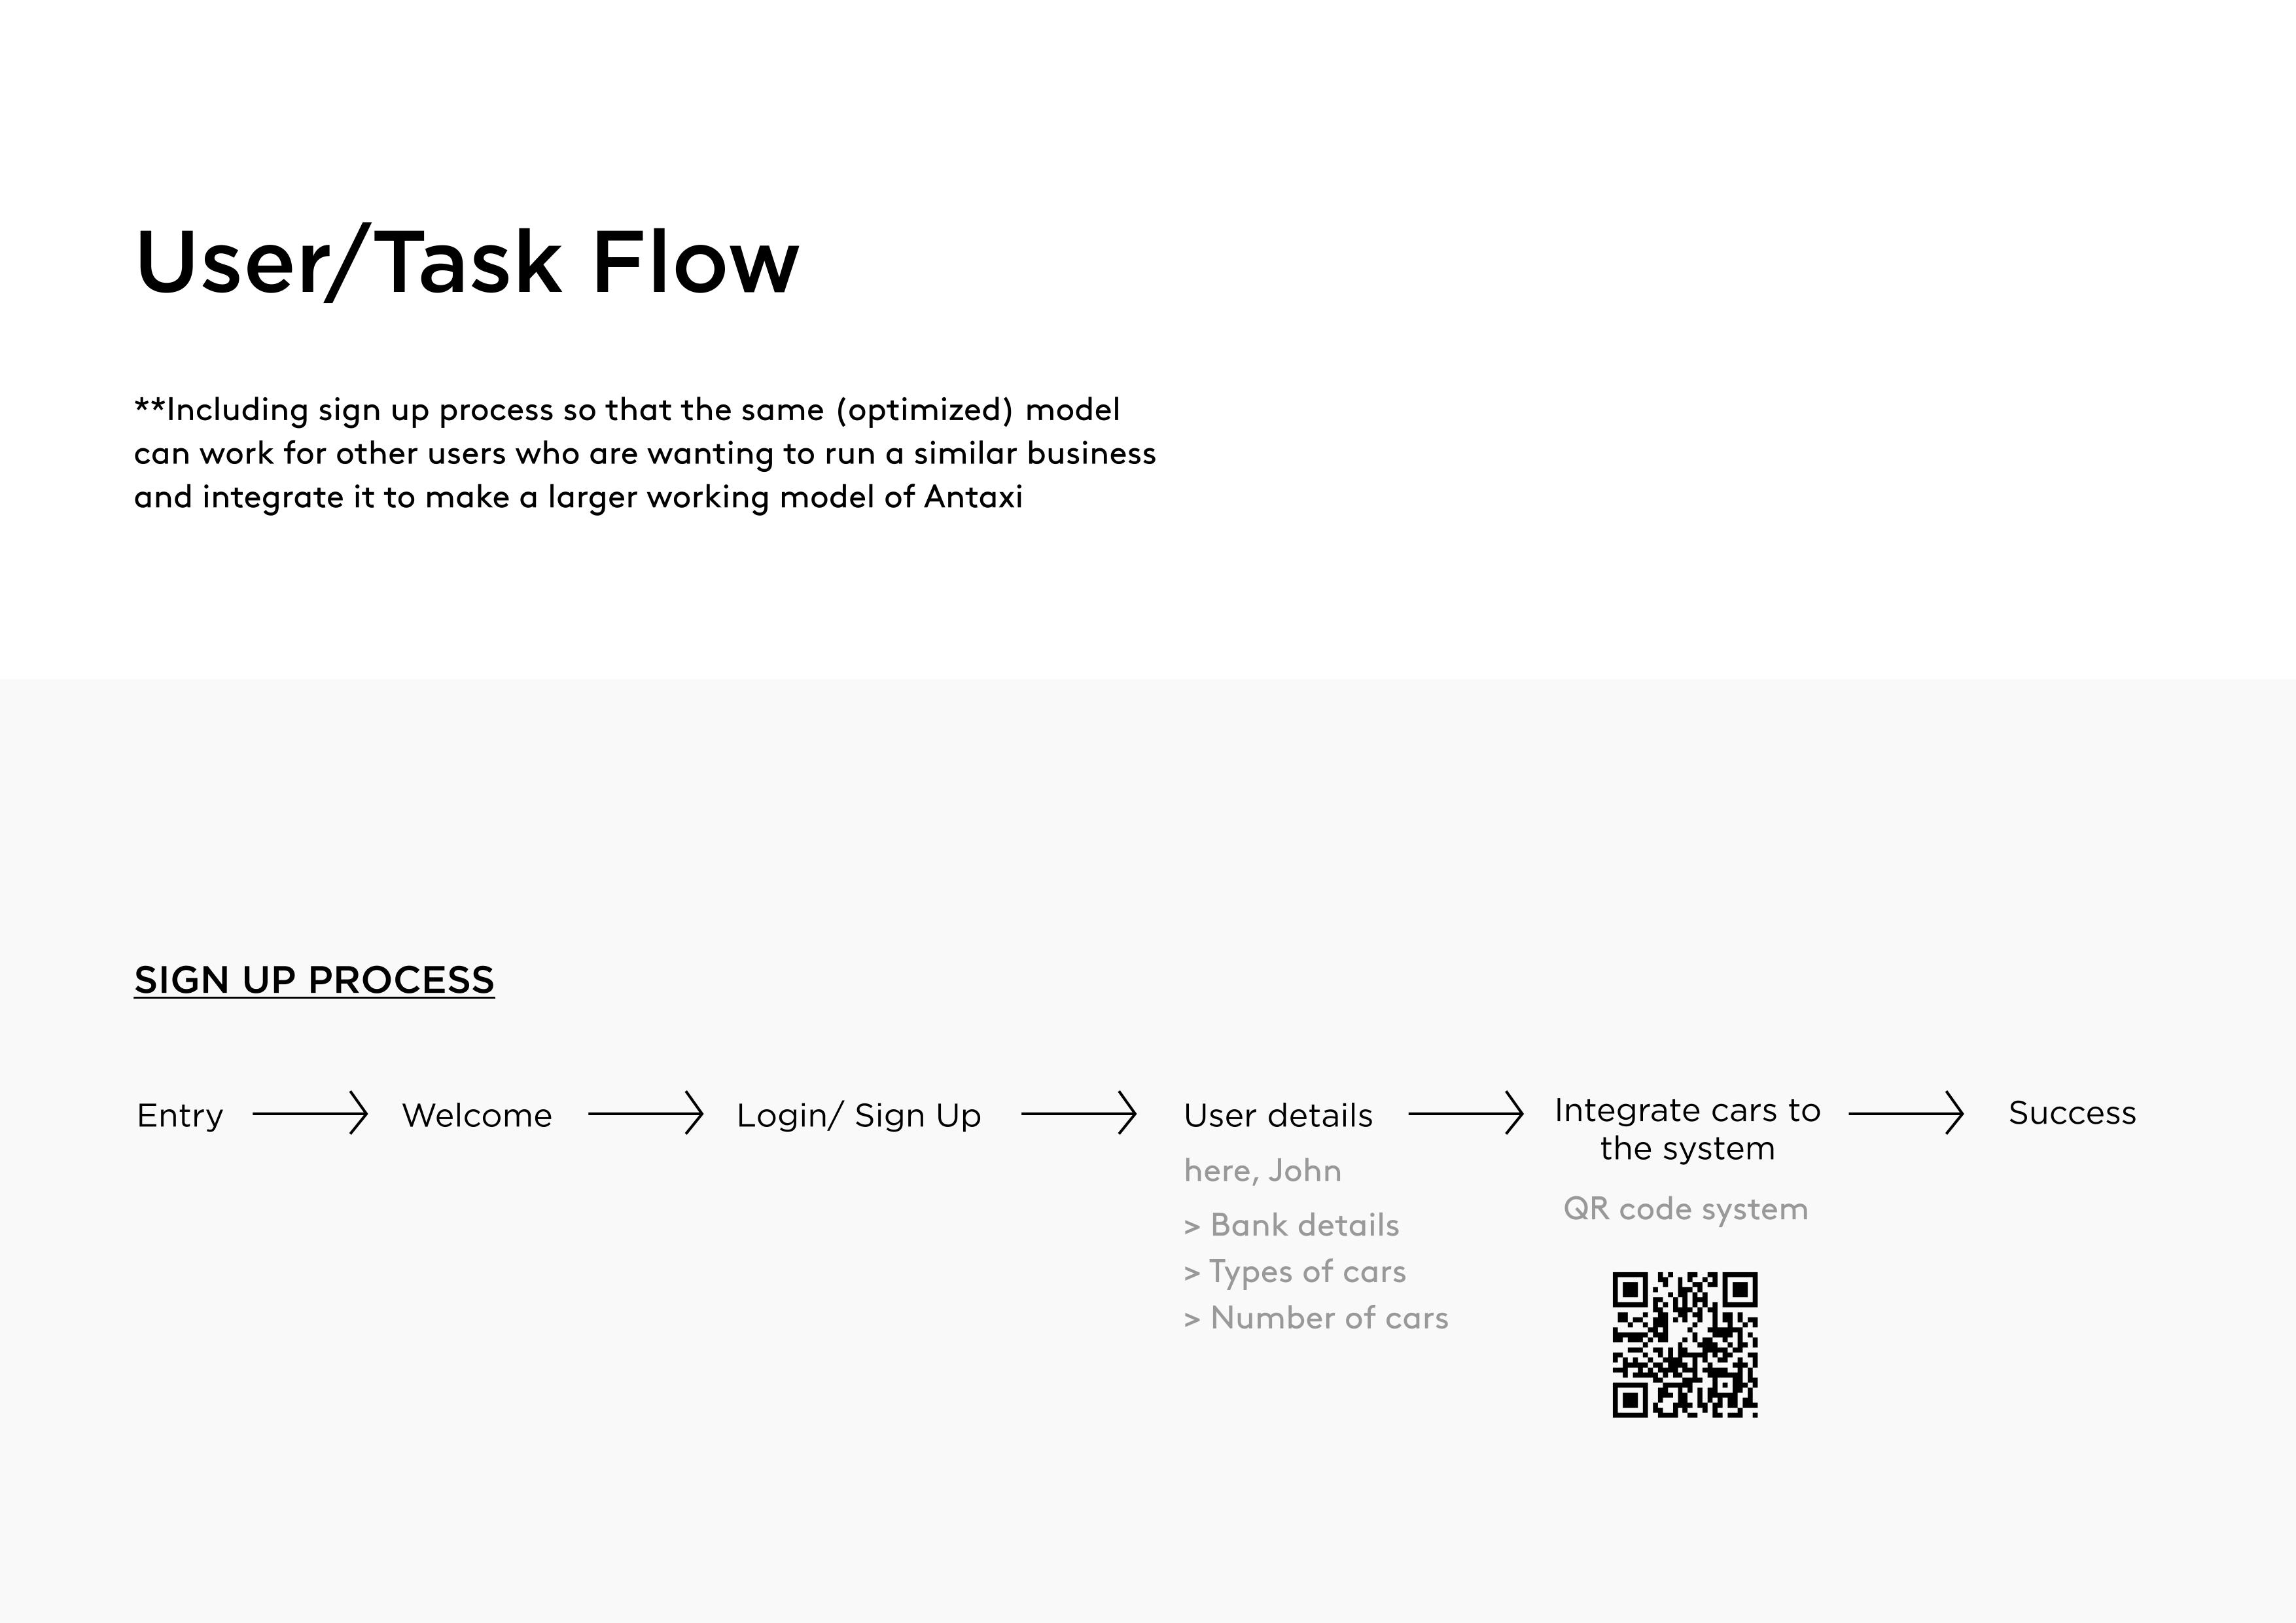 User/Task Flow
**Including sign up process so that the same (optimized) model
can work for other users who are wanting to run a similar business
and integrate it to make a larger working model of Antaxi
SIGN UP PROCESS
Entry
Welcome
Login/ Sign Up
User details
here, John
> Bank details
> Types of cars
> Number of cars
Integrate cars to
the system
QR code system
Success